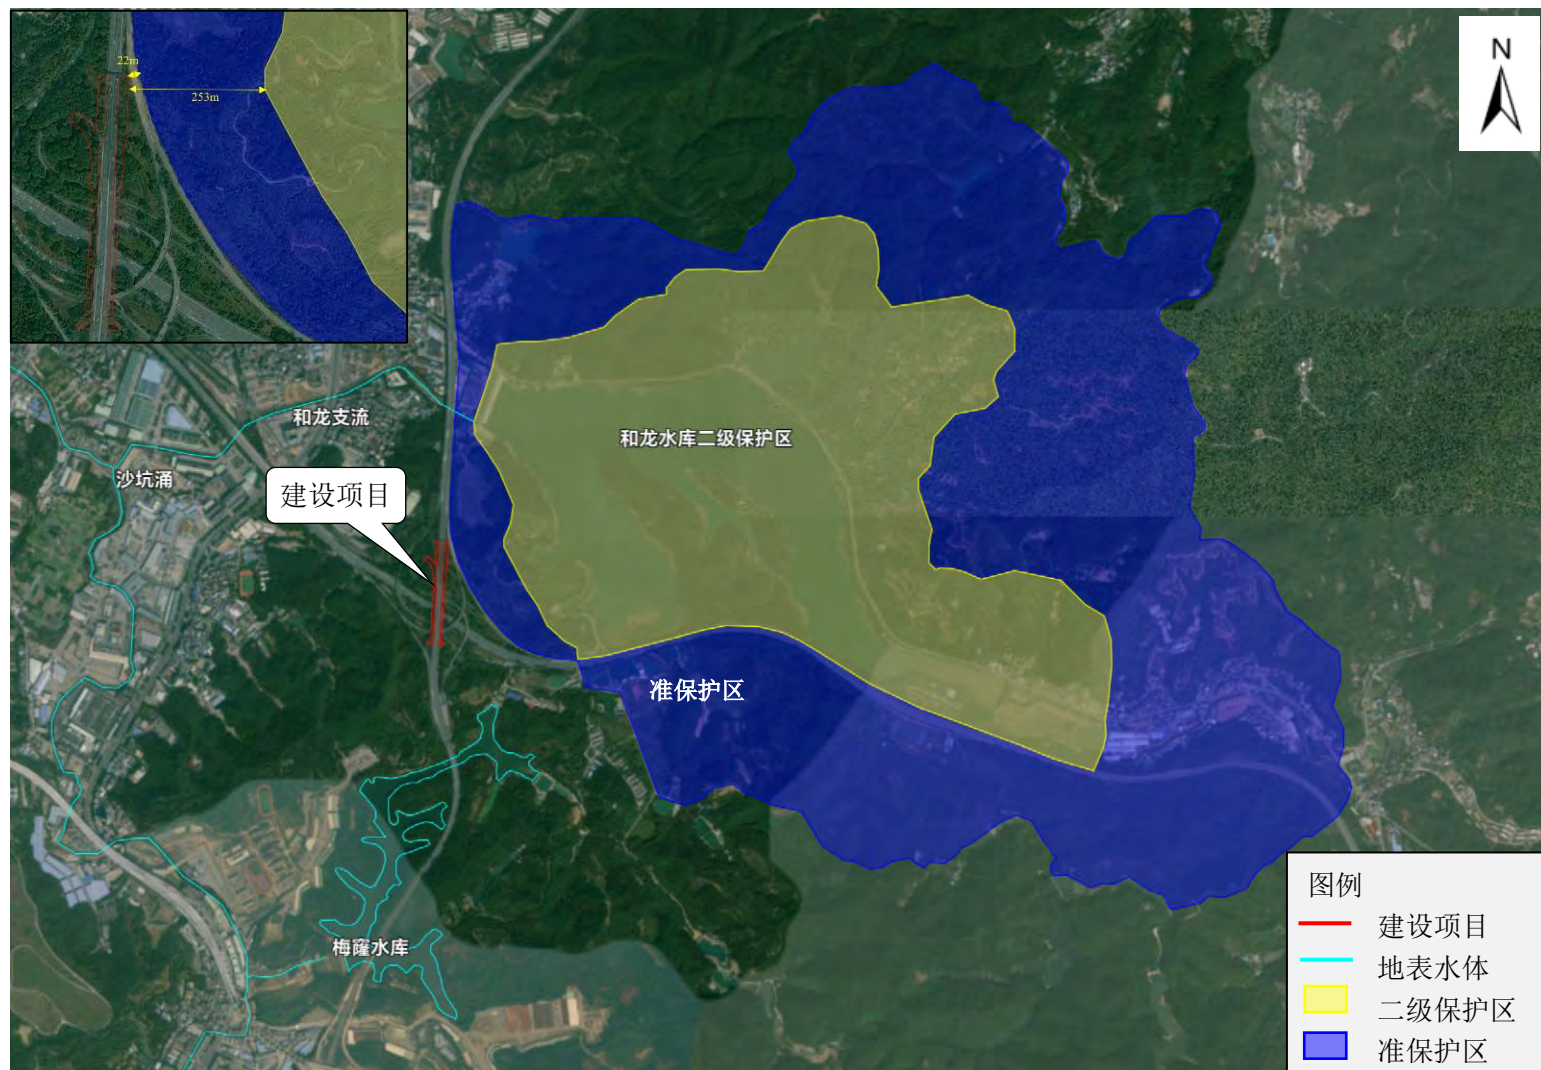 22m
253m
N
和龙支流
和龙水库二级保护区
沙坑涌
建设项目
准保护区
梅窿水库
图例
建设项目
地表水体
二级保护区
准保护区